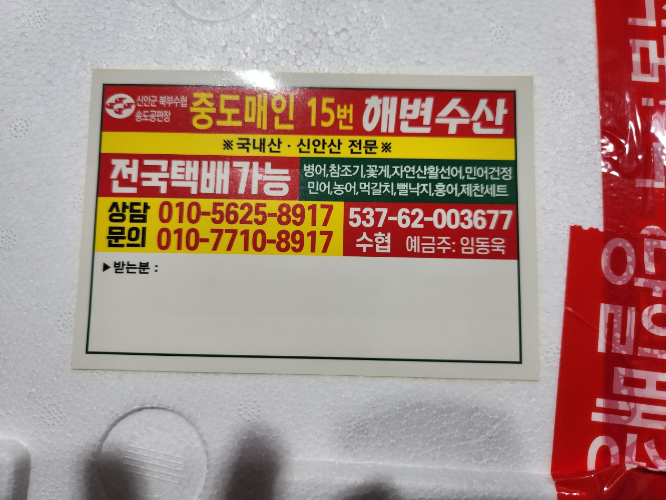 신안군 북부수협
송도공판장
중도매인 15번 해변수산
※국내산 · 신안산 전문※
전국택배 가능
병어,참조기,꽃게,자연산활선어,민어건정
민어,농어,먹갈치,뻘낙지,홍어,제찬세트
상담 010-5625-8917
문의 010-7710-8917
537-62-003677
수협 예금주: 임동욱
▶받는분 :